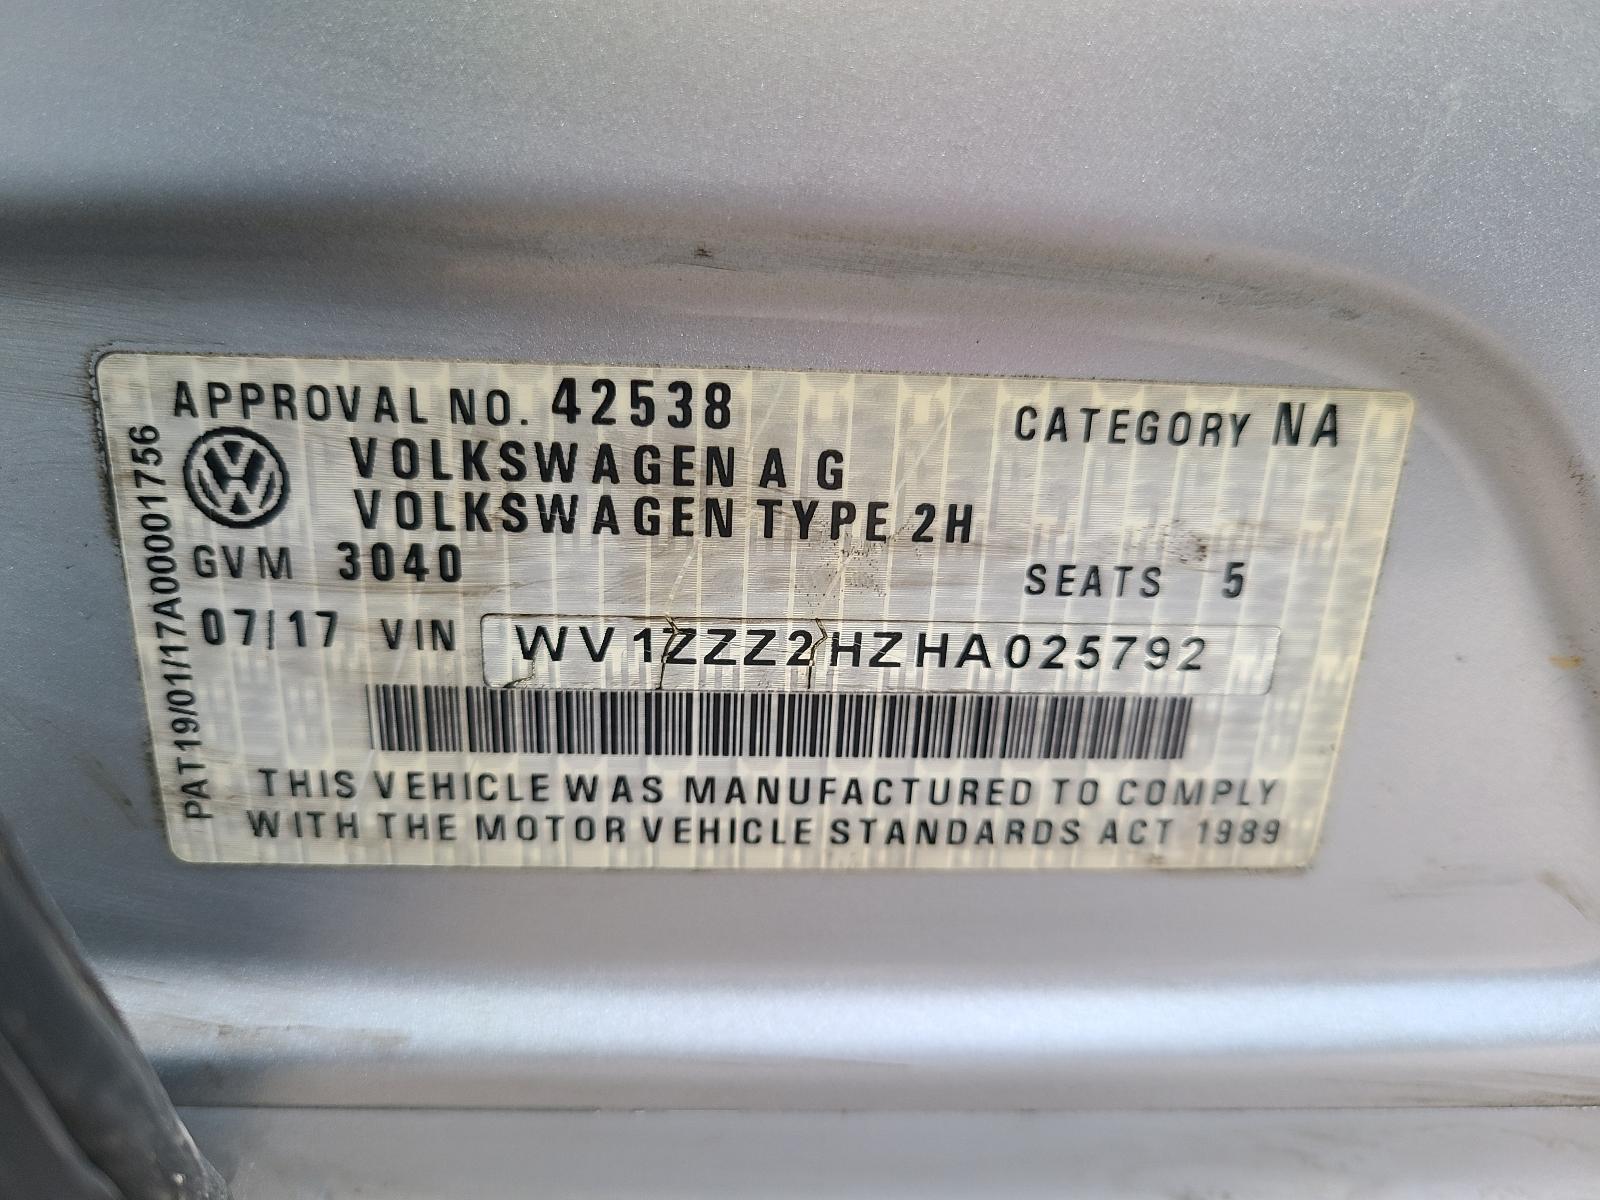 APPROVAL NO. 42538 CATEGORY NA
VOLKSWAGEN A G
VOLKSWAGEN TYPE 2H
GVM 3040 SEATS 5
07/17 VIN WV1ZZZ2HZHA025792
THIS VEHICLE WAS MANUFACTURED TO COMPLY
WITH THE MOTOR VEHICLE STANDARDS ACT 1989
PAT19/01/17A00001756